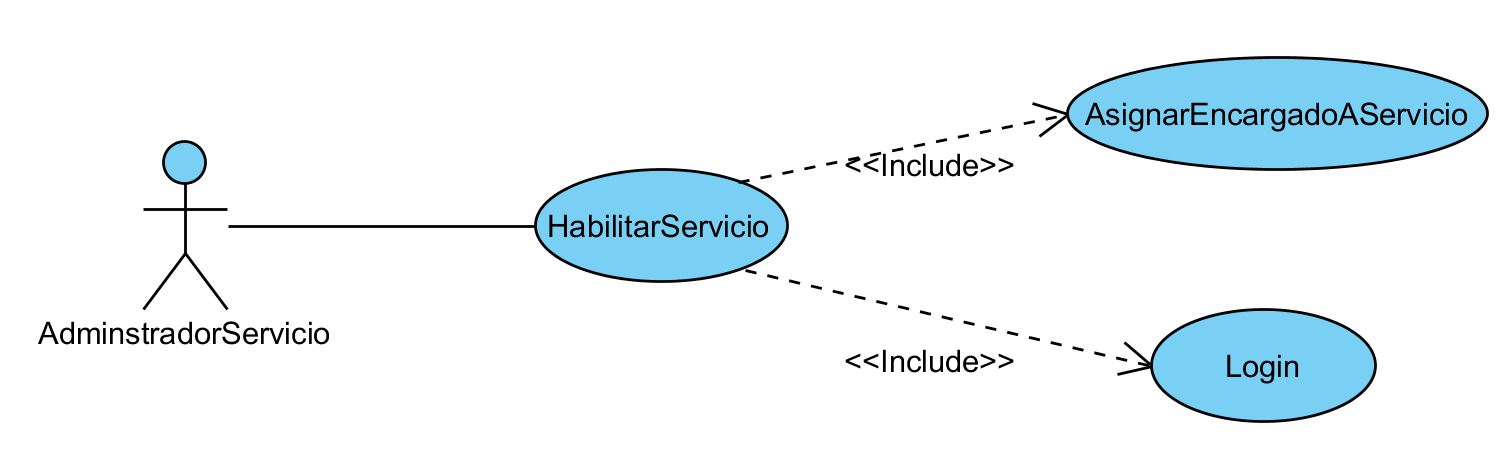 AsignarEncargadoAServicio
<<Include>>
HabilitarServicio
AdminstradorServicio
<<Include>>
Login